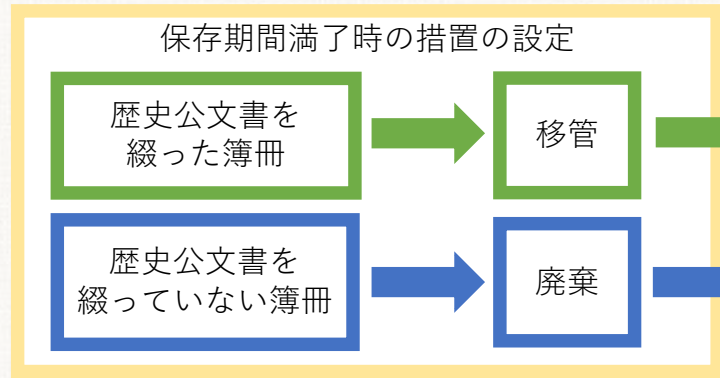 保存期間満了時の措置の設定
歴史公文書を
綴った簿冊
移管
歴史公文書を
綴っていない簿冊
廃棄